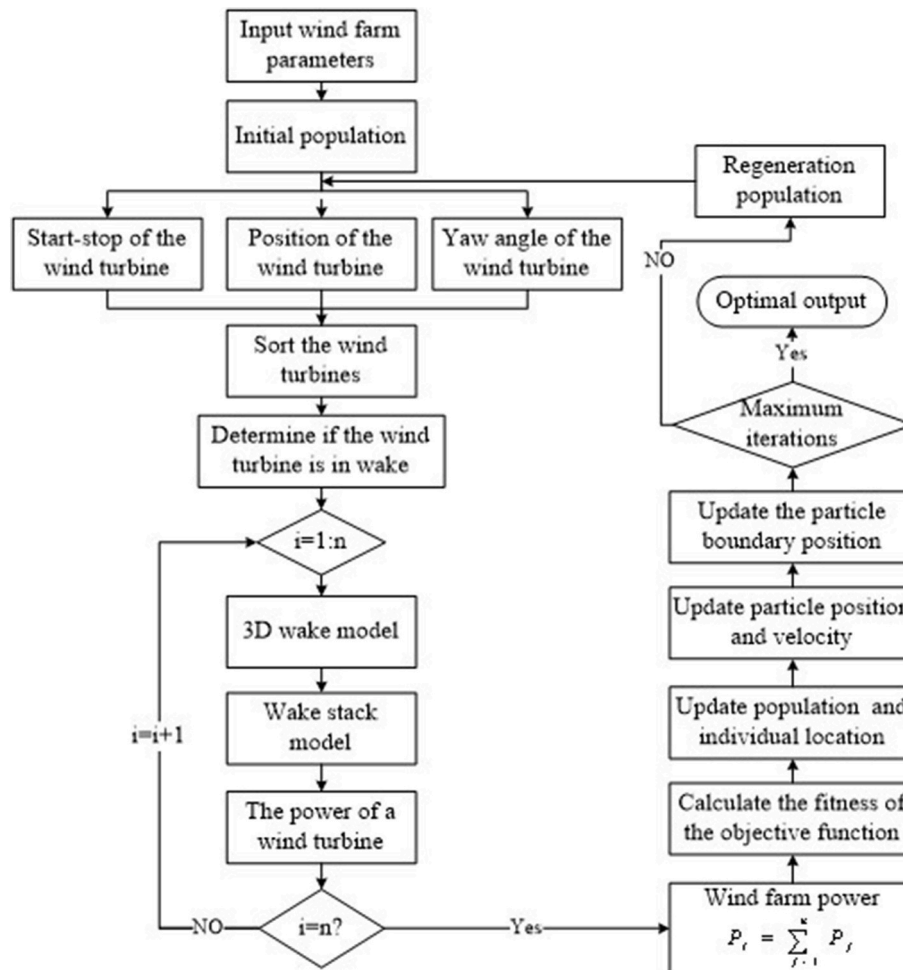 Input wind farm
parameters
Initial population
Start-stop of the
wind turbine
Position of the
wind turbine
Yaw angle of the
wind turbine
Sort the wind
turbines
Determine if the wind
turbine is in wake
i=1:n
3D wake model
Wake stack
model
i=i+1
The power of a
wind turbine
i=n?
NO
Yes
Wind farm power
Calculate the fitness of
the objective function
Update population and
individual location
Update particle position
and velocity
Update the particle
boundary position
Maximum
iterations
Yes
Optimal output
NO
Regeneration
population